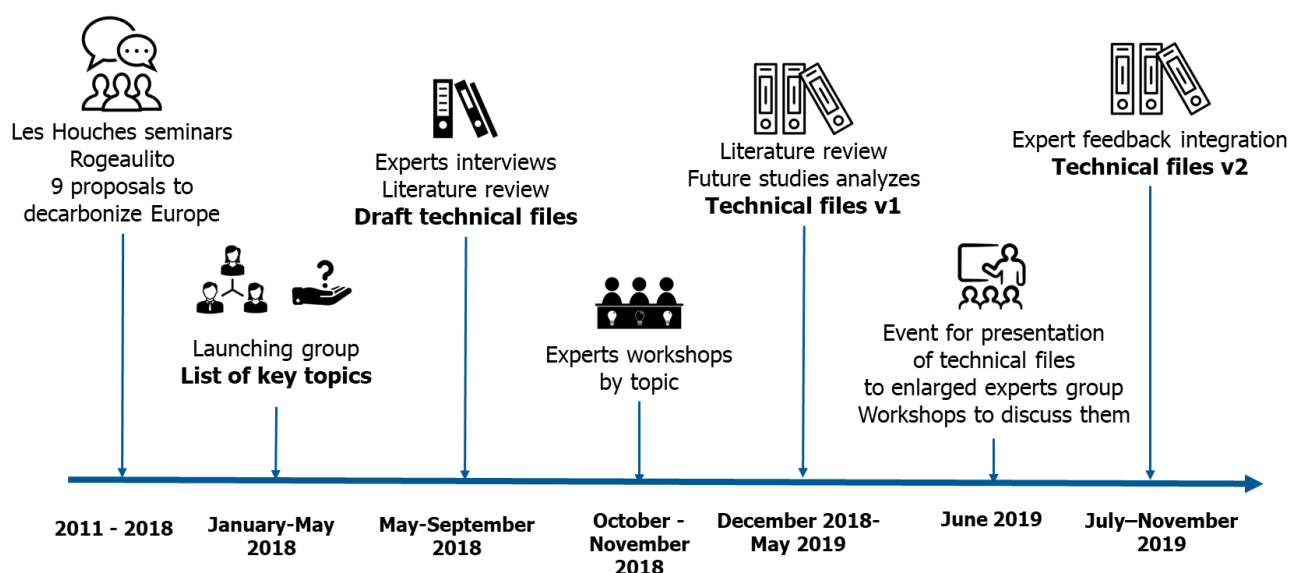 Les Houches seminars
Rogeaulito
9 proposals to
decarbonize Europe
2011 - 2018
?
Launching group
List of key topics
January-May
2018
Experts interviews
Literature review
Draft technical files
May-September
2018
Experts workshops
by topic
October -
November
2018
Literature review
Future studies analyzes
Technical files v1
December 2018-
May 2019
Event for presentation
of technical files
to enlarged experts group
Workshops to discuss them
June 2019
Expert feedback integration
Technical files v2
July–November
2019